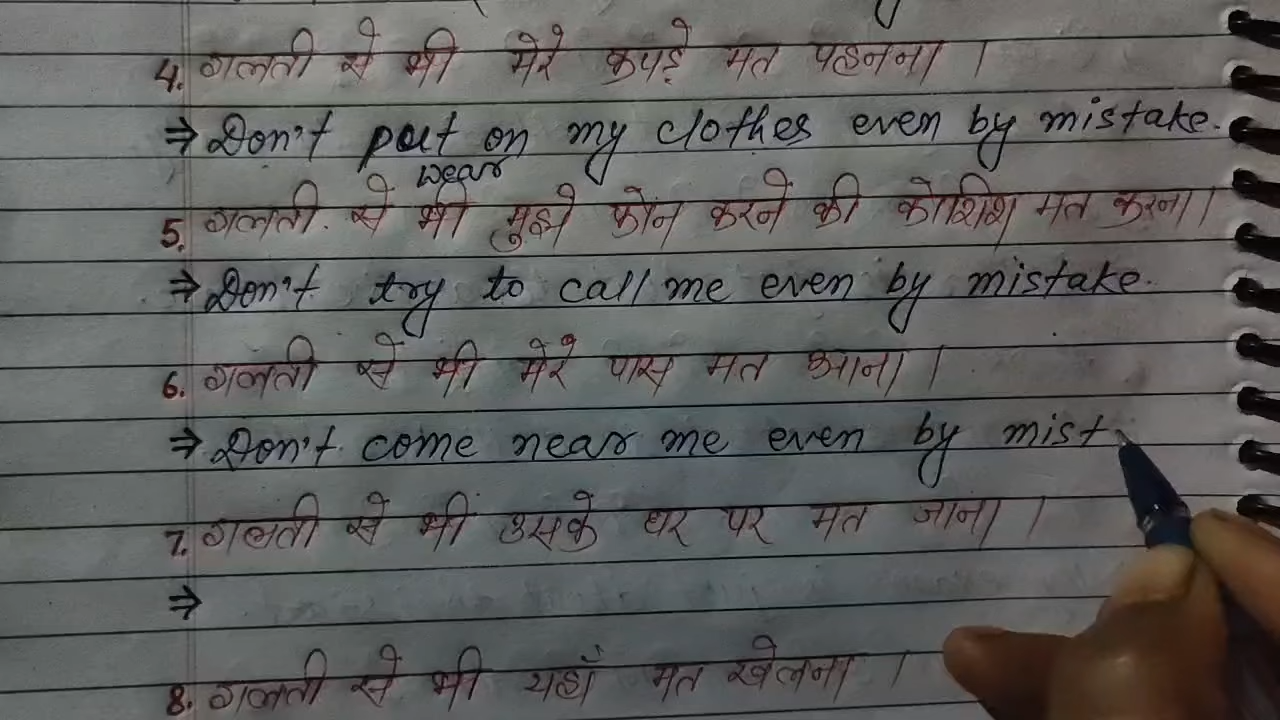 4. गलती से भी मेरे कपड़े मत पहनना ।
⇒ Don't put on my clothes even by mistake.
wear
5. गलती से भी मुझे फोन करने की कोशिश मत करना ।
⇒ Don't try to call me even by mistake.
6. गलती से भी मेरे पास मत आना ।
⇒ Don't come near me even by mist
7. गलती से भी उसके घर पर मत जाना ।
⇒
8. गलती से भी यहाँ मत खेलना ।